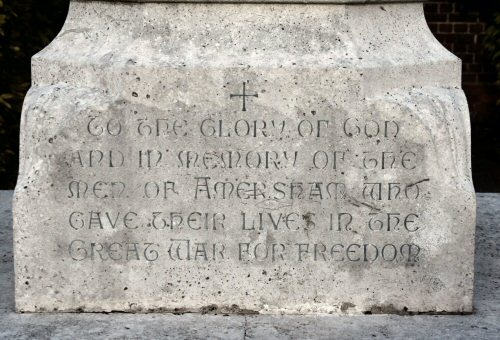 To the glory of God
and in memory of the
men of Amersham who
gave their lives in the
Great War for freedom